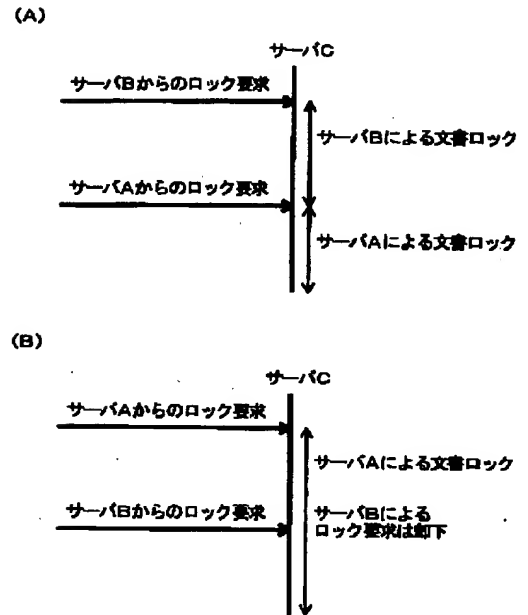 (A)
サーバC
サーバBからのロック要求
サーバBによる文書ロック
サーバAからのロック要求
サーバAによる文書ロック
(B)
サーバC
サーバAからのロック要求
サーバAによる文書ロック
サーバBからのロック要求
サーバBによる
ロック要求は却下